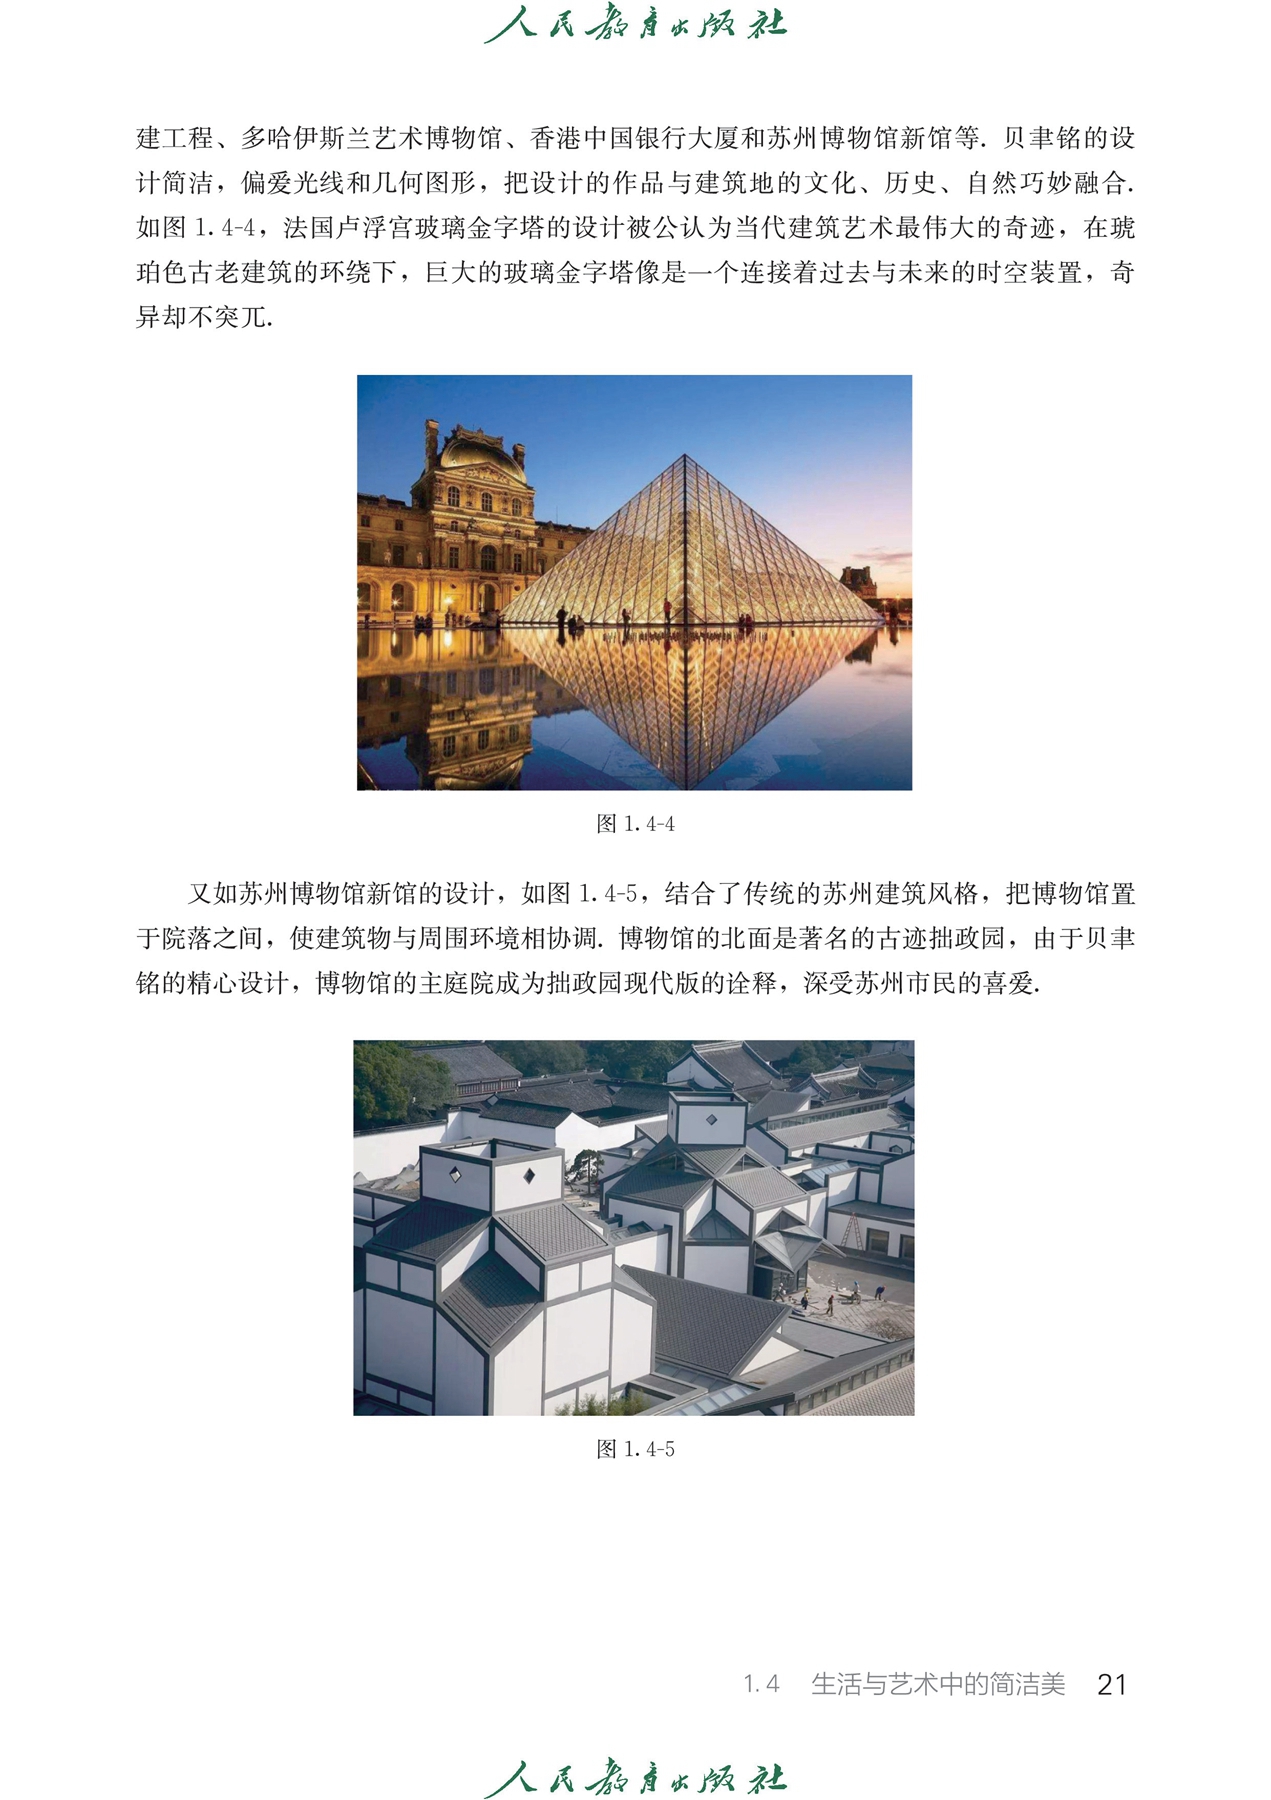 人民教育出版社
建工程、多哈伊斯兰艺术博物馆、香港中国银行大厦和苏州博物馆新馆等. 贝聿铭的设
计简洁，偏爱光线和几何图形，把设计的作品与建筑地的文化、历史、自然巧妙融合.
如图 1.4-4，法国卢浮宫玻璃金字塔的设计被公认为当代建筑艺术最伟大的奇迹，在琥
珀色古老建筑的环绕下，巨大的玻璃金字塔像是一个连接着过去与未来的时空装置，奇
异却不突兀.
图 1.4-4
又如苏州博物馆新馆的设计，如图 1.4-5，结合了传统的苏州建筑风格，把博物馆置
于院落之间，使建筑物与周围环境相协调. 博物馆的北面是著名的古迹拙政园，由于贝聿
铭的精心设计，博物馆的主庭院成为拙政园现代版的诠释，深受苏州市民的喜爱.
图 1.4-5
1.4 生活与艺术中的简洁美 21
人民教育出版社